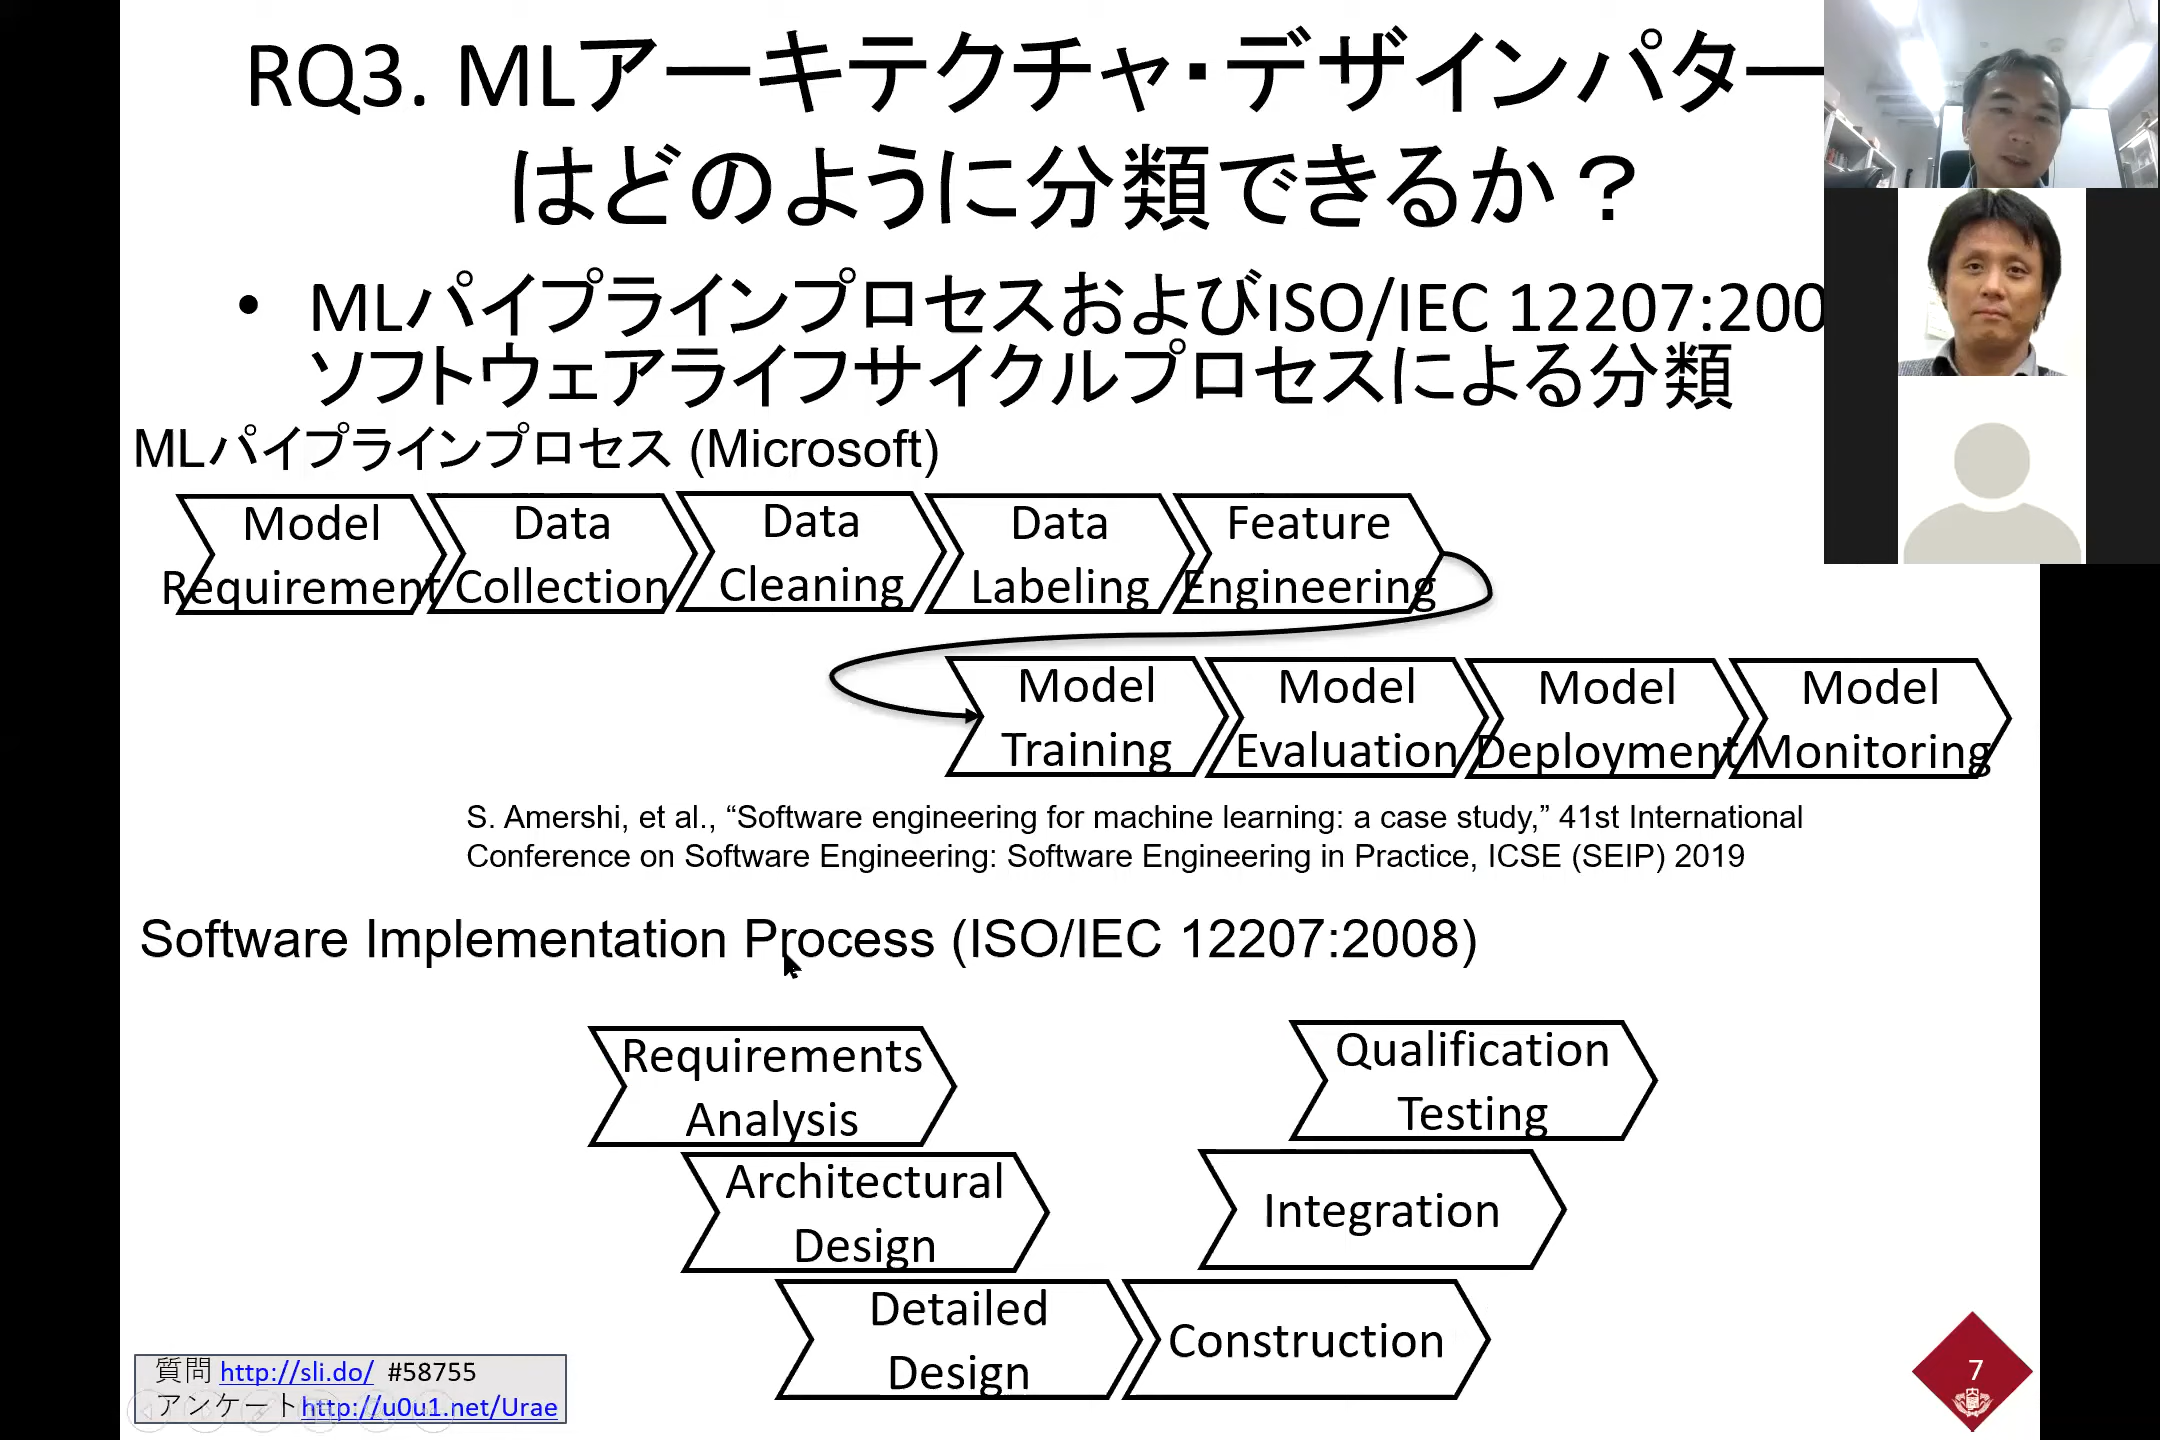 RQ3. MLアーキテクチャ・デザインパター
はどのように分類できるか？
• MLパイプラインプロセスおよびISO/IEC 12207:200
ソフトウェアライフサイクルプロセスによる分類
MLパイプラインプロセス (Microsoft)
Model
Requirement
Data
Collection
Data
Cleaning
Data
Labeling
Feature
Engineering
Model
Training
Model
Evaluation
Model
Deployment
Model
Monitoring
S. Amershi, et al., “Software engineering for machine learning: a case study,” 41st International
Conference on Software Engineering: Software Engineering in Practice, ICSE (SEIP) 2019
Software Implementation Process (ISO/IEC 12207:2008)
Requirements
Analysis
Architectural
Design
Detailed
Design
Construction
Integration
Qualification
Testing
質問 http://sli.do/ #58755
アンケート http://u0u1.net/Urae
7